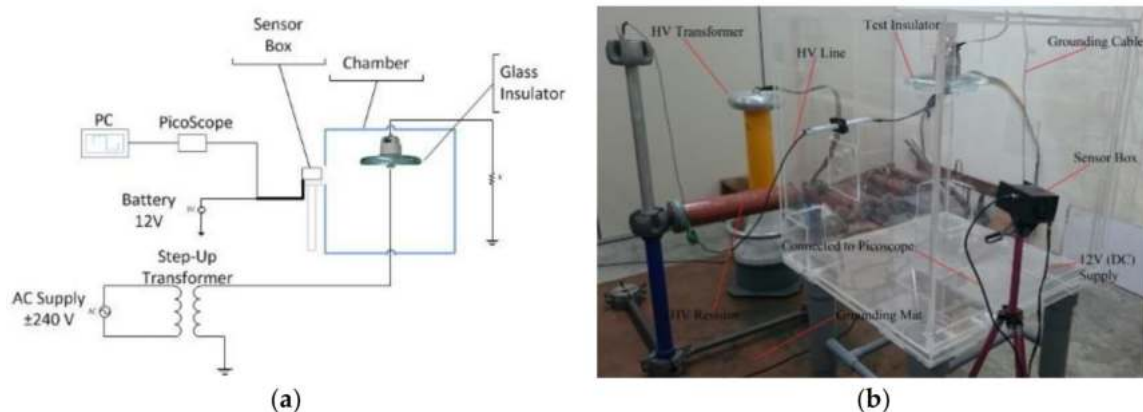 Sensor
Box
Chamber
Glass
Insulator
PC
PicoScope
Battery
12V
Step-Up
Transformer
AC Supply
±240 V
(a)
HV Transformer
Test Insulator
HV Line
Grounding Cable
Sensor Box
Connected to Picoscope
12V (DC)
Supply
HV Resistor
Grounding Mat
(b)